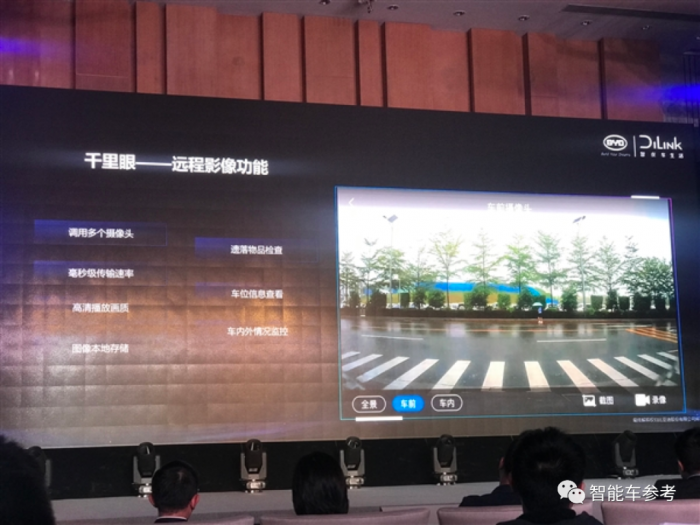 千里眼——远程影像功能
BYD
Build Your Dreams
DiLink
调用多个摄像头
遗落物品检查
毫秒级传输速率
车位信息查看
高清播放画质
车内外情况监控
图像本地存储
车前摄像头
全景
车前
车内
截图
录像
智能车参考